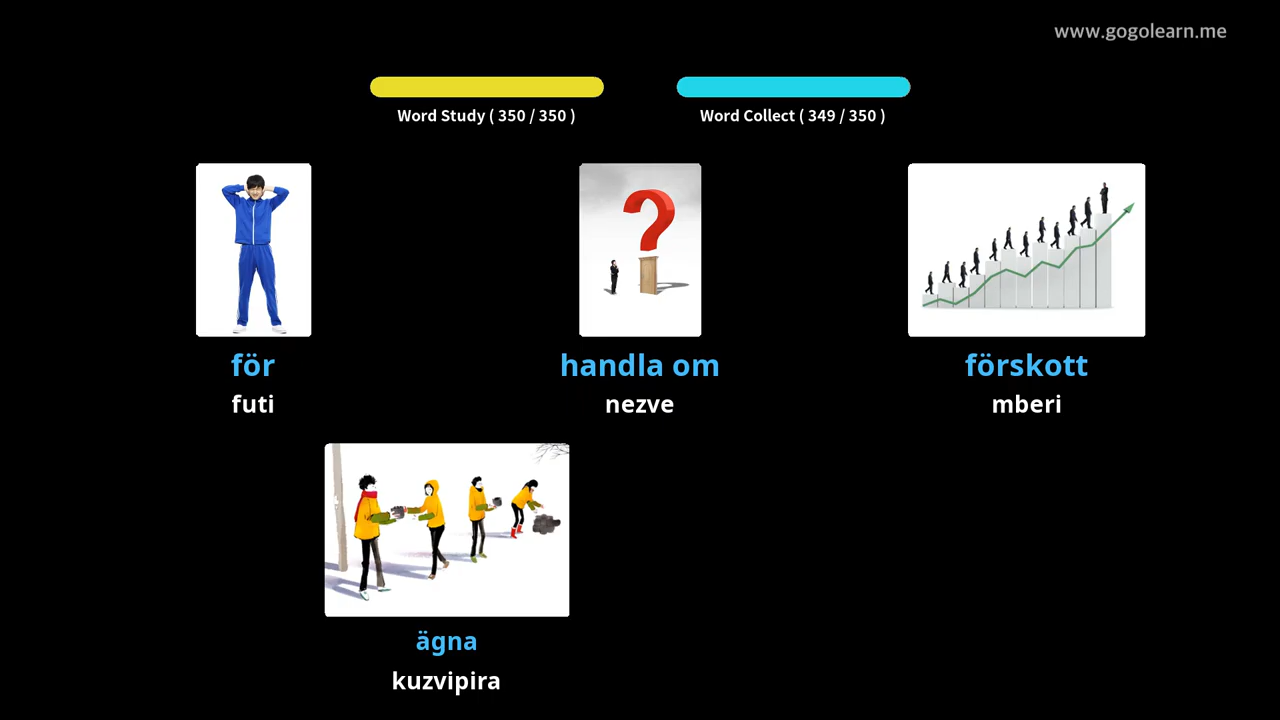 www.gogolearn.me
Word Study ( 350 / 350 )
Word Collect ( 349 / 350 )
för
handla om
förskott
futi
nezve
mberi
ägna
kuzvipira